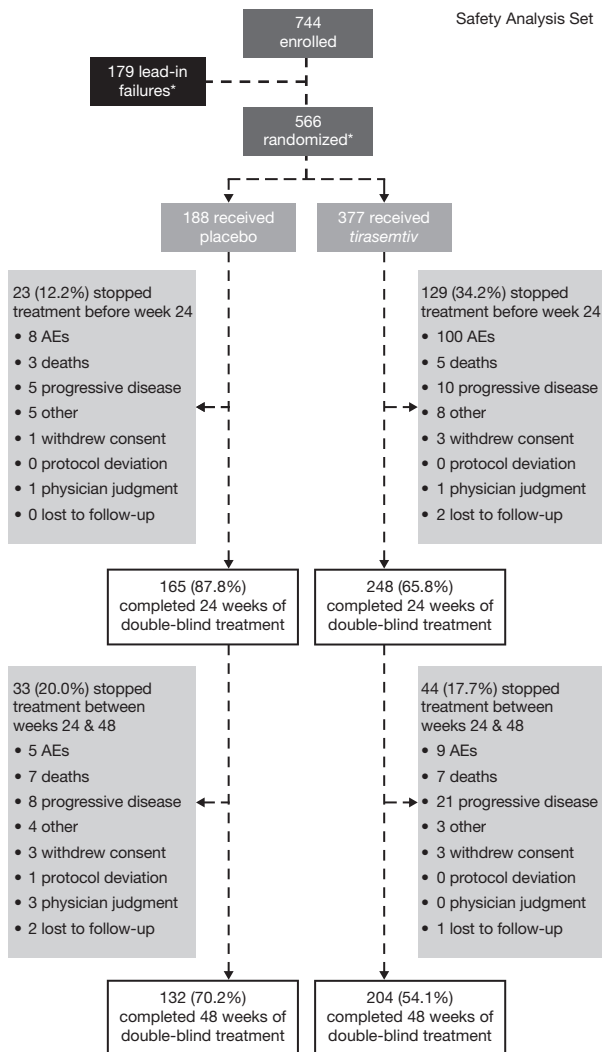 Safety Analysis Set
744
enrolled
179 lead-in
failures*
566
randomized*
188 received
placebo
377 received
tirasemtiv
23 (12.2%) stopped
treatment before week 24
• 8 AEs
• 3 deaths
• 5 progressive disease
• 5 other
• 1 withdrew consent
• 0 protocol deviation
• 1 physician judgment
• 0 lost to follow-up
129 (34.2%) stopped
treatment before week 24
• 100 AEs
• 5 deaths
• 10 progressive disease
• 8 other
• 3 withdrew consent
• 0 protocol deviation
• 1 physician judgment
• 2 lost to follow-up
165 (87.8%)
completed 24 weeks of
double-blind treatment
248 (65.8%)
completed 24 weeks of
double-blind treatment
33 (20.0%) stopped
treatment between
weeks 24 & 48
• 5 AEs
• 7 deaths
• 8 progressive disease
• 4 other
• 3 withdrew consent
• 1 protocol deviation
• 3 physician judgment
• 2 lost to follow-up
44 (17.7%) stopped
treatment between
weeks 24 & 48
• 9 AEs
• 7 deaths
• 21 progressive disease
• 3 other
• 3 withdrew consent
• 0 protocol deviation
• 0 physician judgment
• 1 lost to follow-up
132 (70.2%)
completed 48 weeks of
double-blind treatment
204 (54.1%)
completed 48 weeks of
double-blind treatment